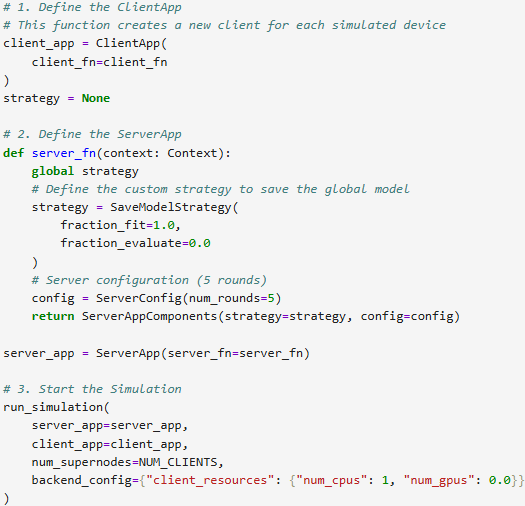 # 1. Define the ClientApp
# This function creates a new client for each simulated device
client_app = ClientApp(
    client_fn=client_fn
)
strategy = None

# 2. Define the ServerApp
def server_fn(context: Context):
    global strategy
    # Define the custom strategy to save the global model
    strategy = SaveModelStrategy(
        fraction_fit=1.0,
        fraction_evaluate=0.0
    )
    # Server configuration (5 rounds)
    config = ServerConfig(num_rounds=5)
    return ServerAppComponents(strategy=strategy, config=config)

server_app = ServerApp(server_fn=server_fn)

# 3. Start the Simulation
run_simulation(
    server_app=server_app,
    client_app=client_app,
    num_supernodes=NUM_CLIENTS,
    backend_config={"client_resources": {"num_cpus": 1, "num_gpus": 0.0}}
)